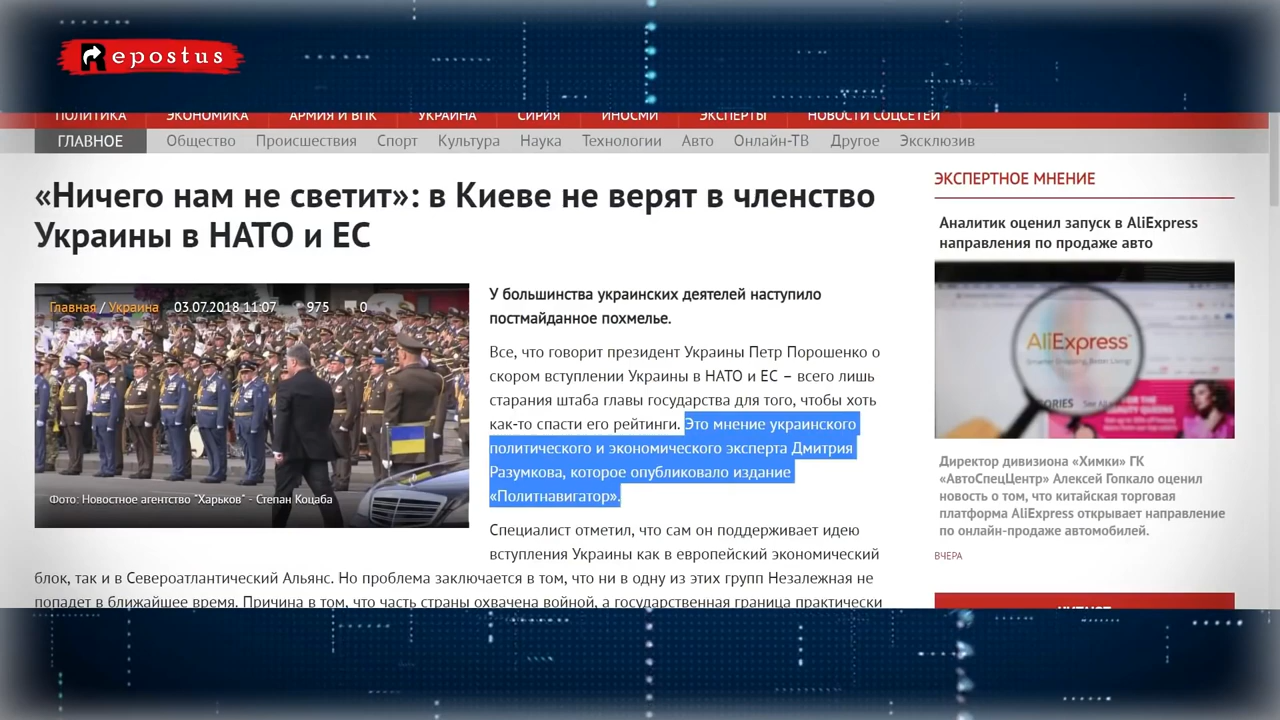 Repostus
ПОЛИТИКА ЭКОНОМИКА АРМИЯ И ВПК УКРАИНА СИРИЯ ИНОСМИ ЭКСПЕРТЫ НОВОСТИ СОЦСЕТЕЙ
ГЛАВНОЕ Общество Происшествия Спорт Культура Наука Технологии Авто Онлайн-ТВ Другое Эксклюзив
«Ничего нам не светит»: в Киеве не верят в членство
Украины в НАТО и ЕС
Главная / Украина 03.07.2018 11:07 975 0
Фото: Новостное агентство "Харьков" - Степан Коцаба
У большинства украинских деятелей наступило
постмайданное похмелье.
Все, что говорит президент Украины Петр Порошенко о
скором вступлении Украины в НАТО и ЕС – всего лишь
старания штаба главы государства для того, чтобы хоть
как-то спасти его рейтинги. Это мнение украинского
политического и экономического эксперта Дмитрия
Разумкова, которое опубликовало издание
«Политнавигатор».
Специалист отметил, что сам он поддерживает идею
вступления Украины как в европейский экономический
блок, так и в Североатлантический Альянс. Но проблема заключается в том, что ни в одну из этих групп Незалежная не
попадет в ближайшее время. Причина в том, что часть страны охвачена войной, а государственная граница практически
ЭКСПЕРТНОЕ МНЕНИЕ
Аналитик оценил запуск в AliExpress
направления по продаже авто
AliExpress
Директор дивизиона «Химки» ГК
«АвтоСпецЦентр» Алексей Гопкало оценил
новость о том, что китайская торговая
платформа AliExpress открывает направление
по онлайн-продаже автомобилей.
ВЧЕРА